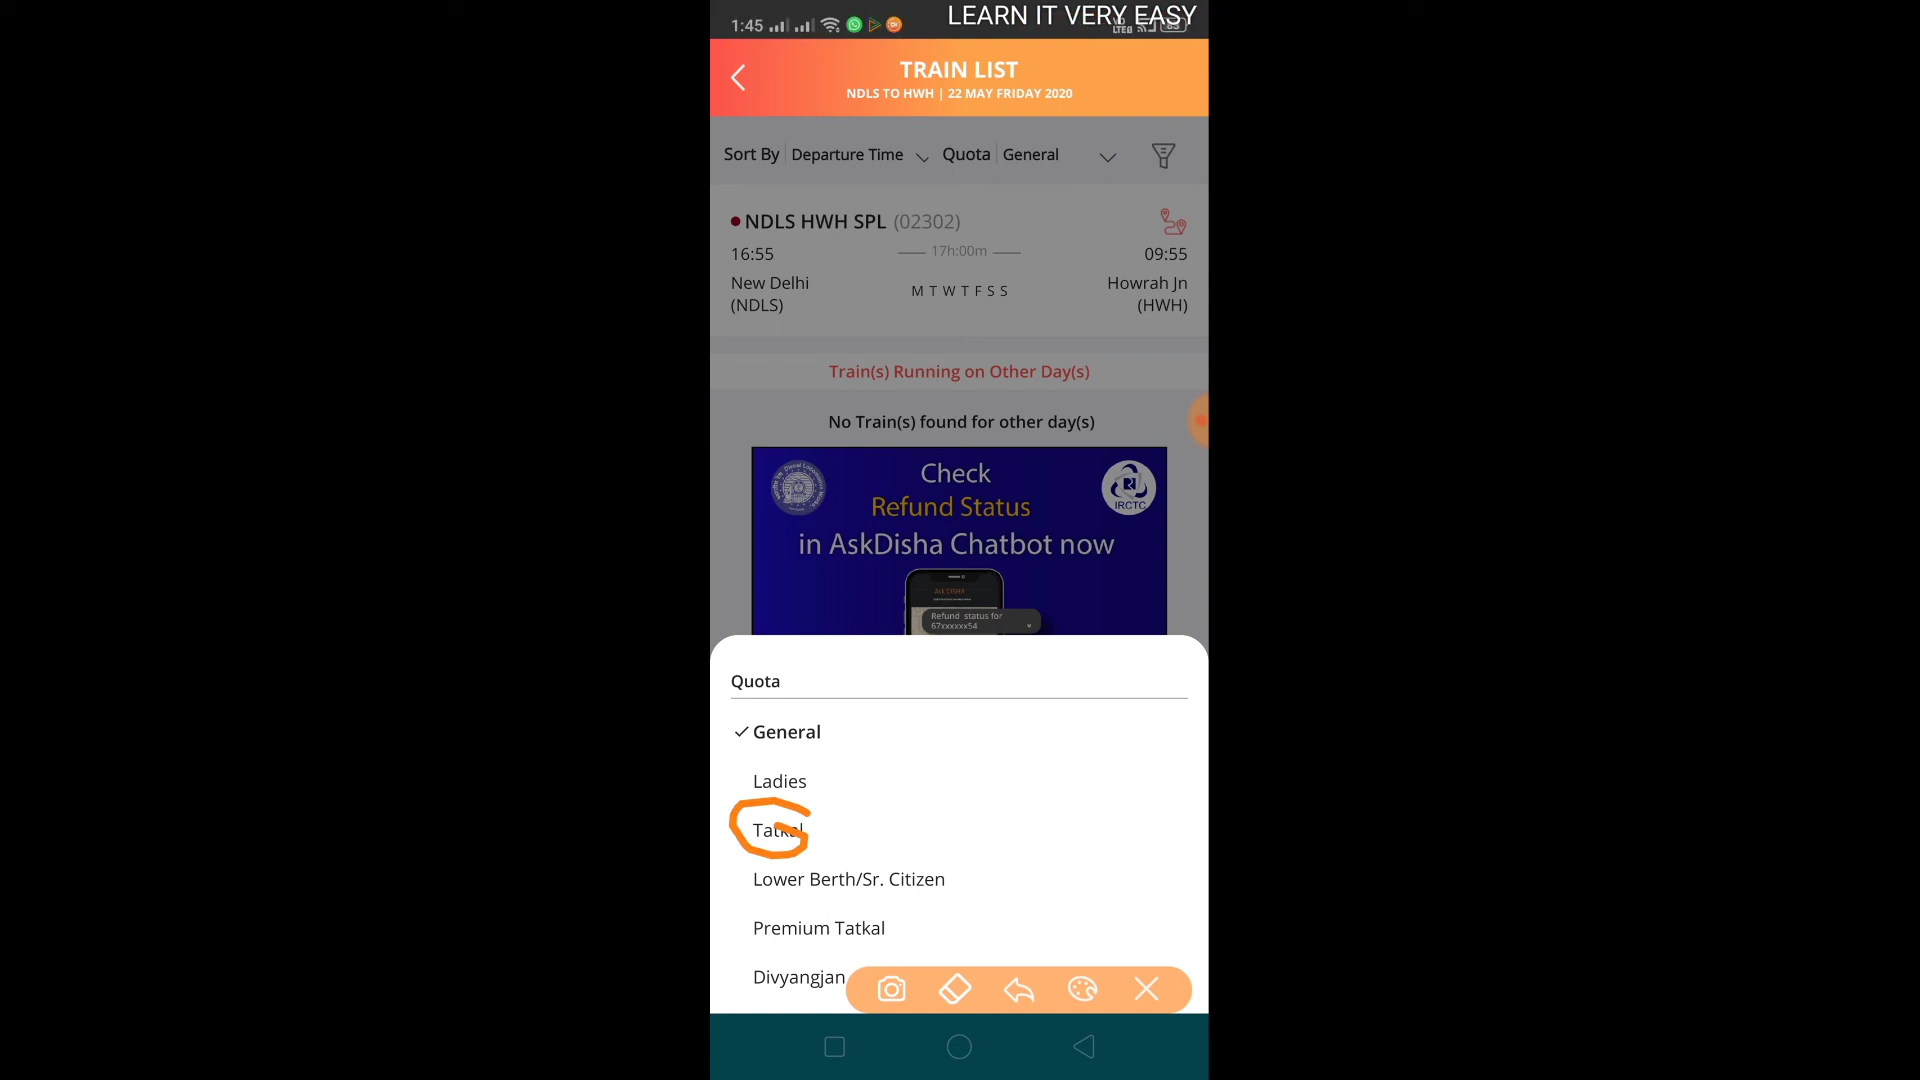 LEARN IT VERY EASY
1:45
TRAIN LIST
NDLS TO HWH | 22 MAY FRIDAY 2020
Sort By Departure Time Quota General
NDLS HWH SPL (02302)
16:55 17h:00m 09:55
New Delhi Howrah Jn
(NDLS) M T W T F S S (HWH)
Train(s) Running on Other Day(s)
No Train(s) found for other day(s)
Check
Refund Status
in AskDisha Chatbot now
IRCTC
Ask DISHA
Refund status for
67xxxxxx54
Quota
General
Ladies
Tatkal
Lower Berth/Sr. Citizen
Premium Tatkal
Divyangjan